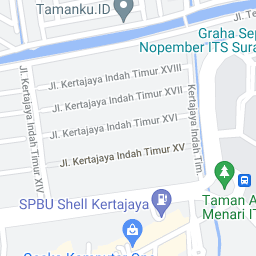 Tamanku.ID
Graha Sep
Nopember ITS Sura
Jl. Te
Jl. Kertajaya Indah Timur XVIII
Jl. Kertajaya Indah Timur XVII
Jl. Kertajaya Indah Timur XVI
Jl. Kertajaya Indah Timur XV
Jl. Kertajaya Indah Timur XIV
Kertajaya Indah Tim
SPBU Shell Kertajaya
Taman A
Menari IT